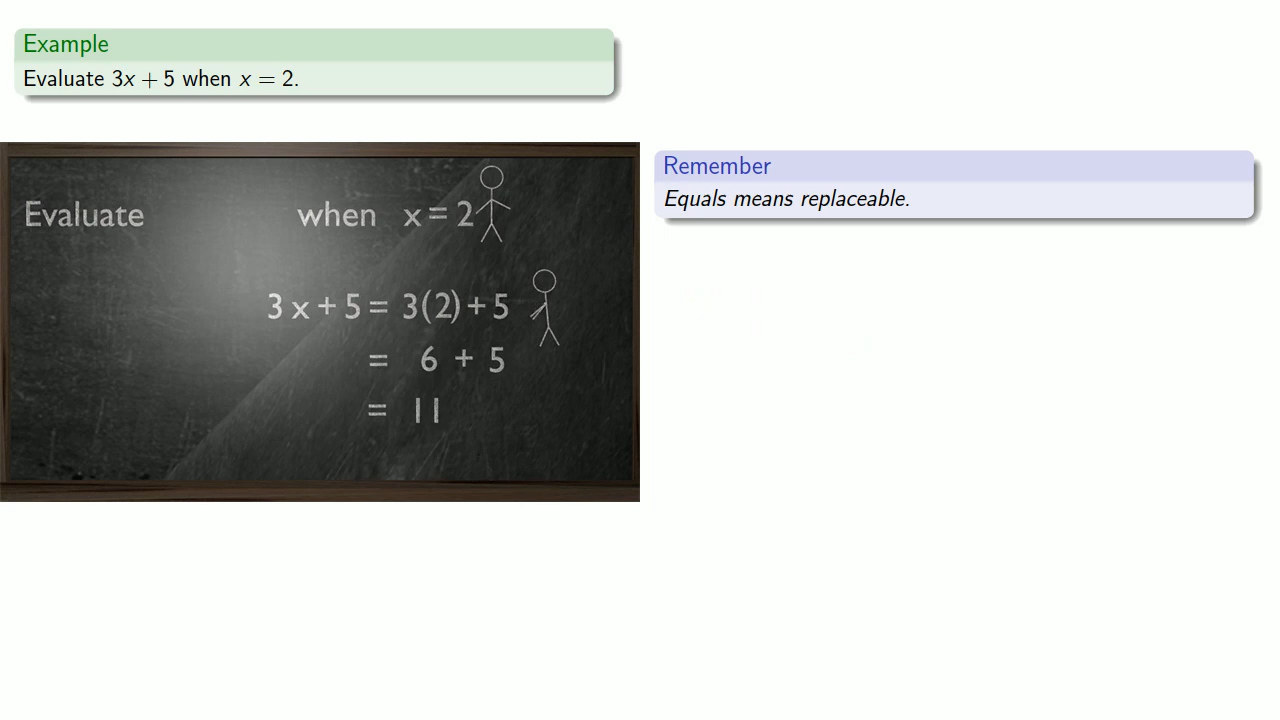 Example
Evaluate 3x + 5 when x = 2.
Evaluate when x = 2
3x + 5 = 3(2) + 5
= 6 + 5
= 11
Remember
Equals means replaceable.